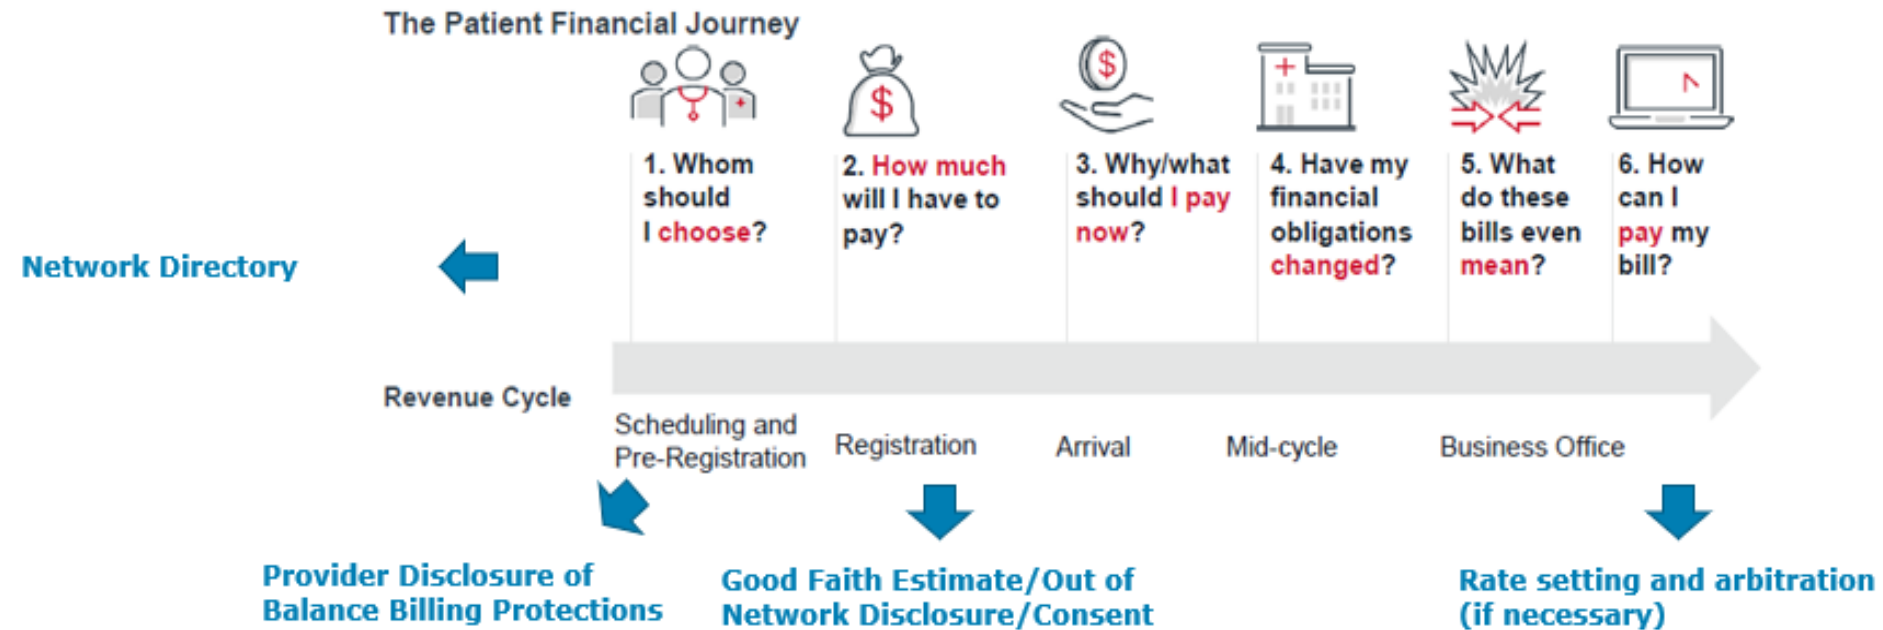 The Patient Financial Journey
$
$
1. Whom
should
I choose?
2. How much
will I have to
pay?
3. Why/what
should I pay
now?
4. Have my
financial
obligations
changed?
5. What
do these
bills even
mean?
6. How
can I
pay my
bill?
Network Directory
Revenue Cycle
Scheduling and
Pre-Registration
Registration
Arrival
Mid-cycle
Business Office
Provider Disclosure of
Balance Billing Protections
Good Faith Estimate/Out of
Network Disclosure/Consent
Rate setting and arbitration
(if necessary)